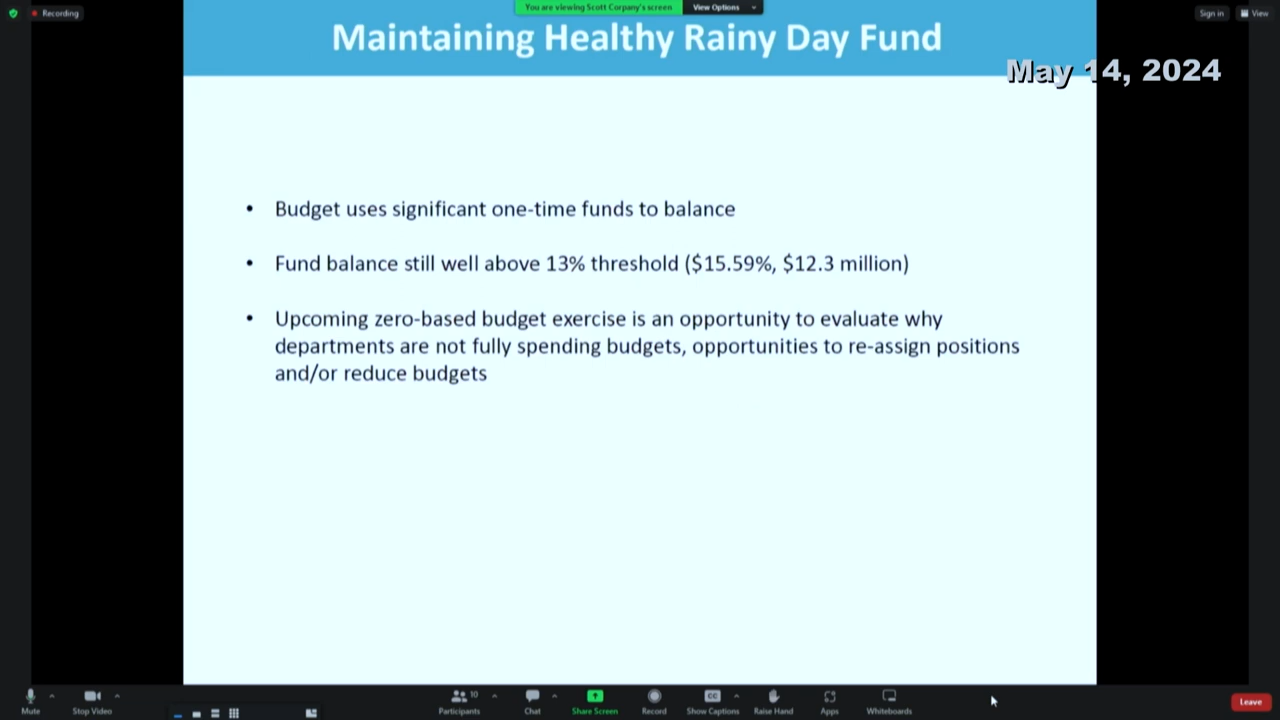 Recording
You are viewing Scott Corpany's screen
View Options
Sign in
View
Maintaining Healthy Rainy Day Fund
May 14, 2024
• Budget uses significant one-time funds to balance
• Fund balance still well above 13% threshold ($15.59%, $12.3 million)
• Upcoming zero-based budget exercise is an opportunity to evaluate why
departments are not fully spending budgets, opportunities to re-assign positions
and/or reduce budgets
Mute
Stop Video
Participants 10
Chat
Share Screen
Record
CC
Show Captions
Raise Hand
Apps
Whiteboards
Leave